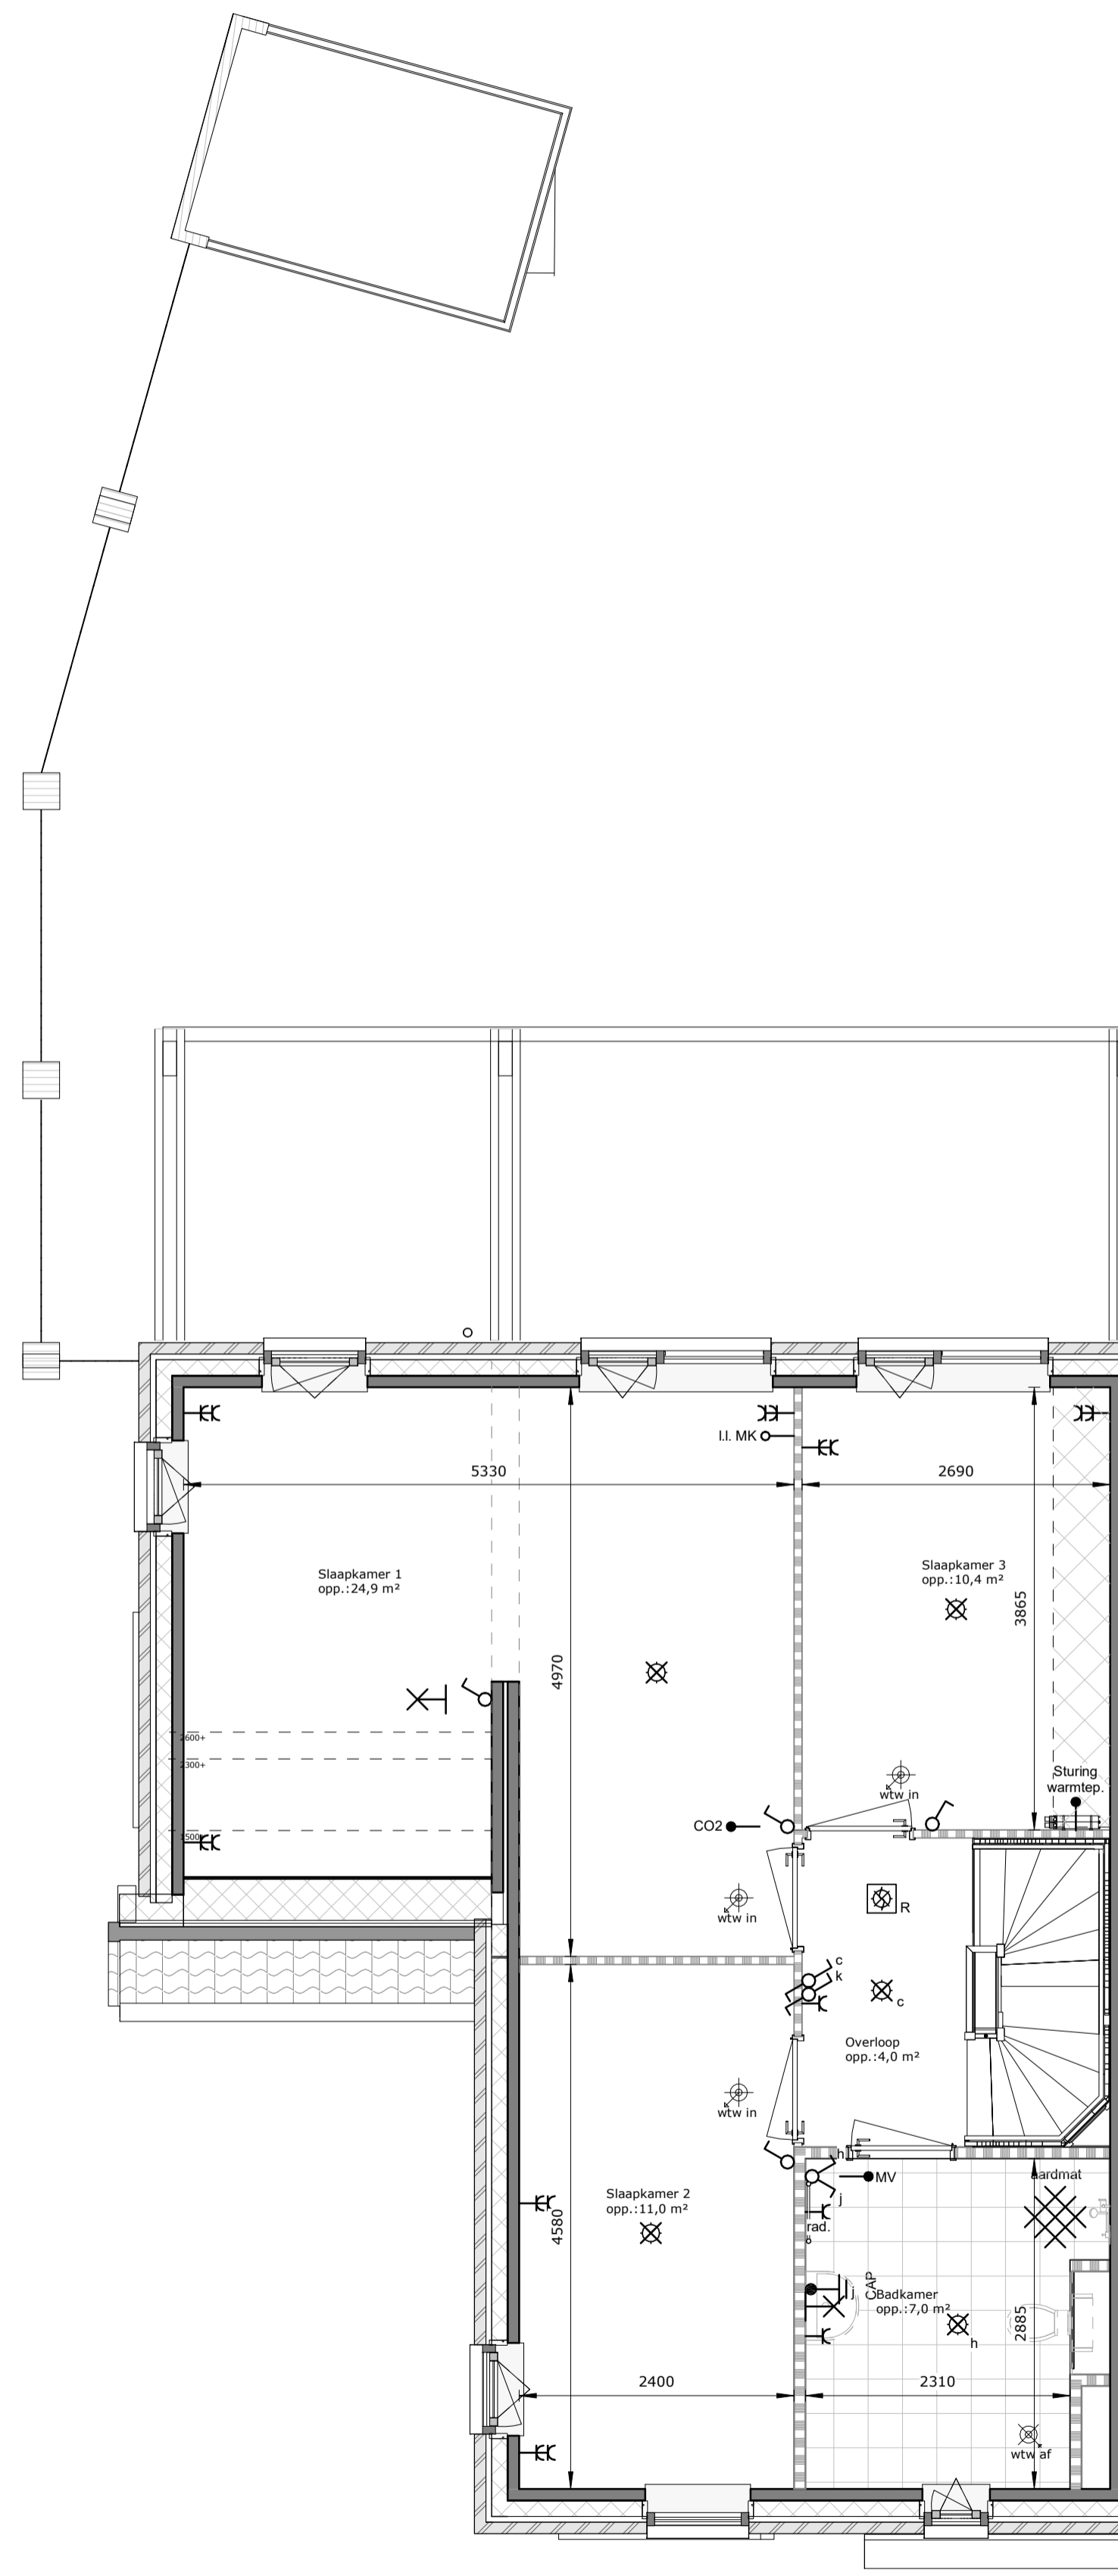 I.I. MK
5330
2690
Slaapkamer 1
opp.:24,9 m²
Slaapkamer 3
opp.:10,4 m²
3865
4970
2600+
2300+
1500+
Sturing
warmtep.
wtw in
CO2
wtw in
R
c
k
c
Overloop
opp.:4,0 m²
wtw in
h
MV
aardmat
j
Slaapkamer 2
opp.:11,0 m²
4580
rad.
j
CAP
Badkamer
opp.:7,0 m²
2885
h
2400
2310
wtw af